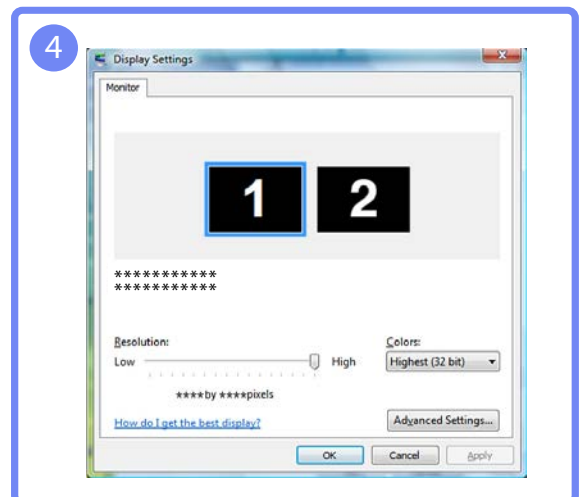 4
Display Settings
Monitor
1 2
***********
***********
Resolution: Colors:
Low High Highest (32 bit)
****by ****pixels
How do I get the best display? Advanced Settings...
OK Cancel Apply